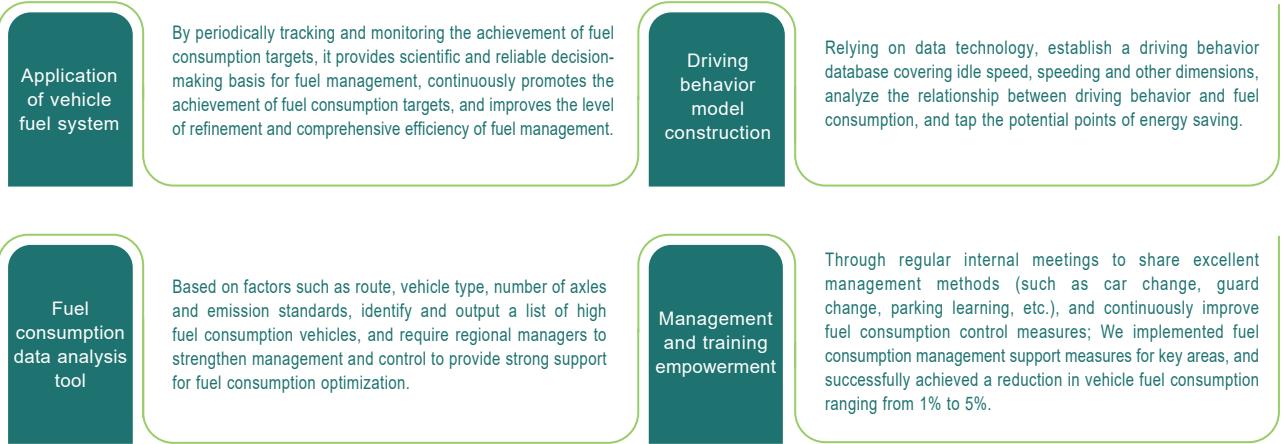 Application
of vehicle
fuel system
By periodically tracking and monitoring the achievement of fuel
consumption targets, it provides scientific and reliable decision-
making basis for fuel management, continuously promotes the
achievement of fuel consumption targets, and improves the level
of refinement and comprehensive efficiency of fuel management.
Driving
behavior
model
construction
Relying on data technology, establish a driving behavior
database covering idle speed, speeding and other dimensions,
analyze the relationship between driving behavior and fuel
consumption, and tap the potential points of energy saving.
Fuel
consumption
data analysis
tool
Based on factors such as route, vehicle type, number of axles
and emission standards, identify and output a list of high
fuel consumption vehicles, and require regional managers to
strengthen management and control to provide strong support
for fuel consumption optimization.
Management
and training
empowerment
Through regular internal meetings to share excellent
management methods (such as car change, guard
change, parking learning, etc.), and continuously improve
fuel consumption control measures; We implemented fuel
consumption management support measures for key areas, and
successfully achieved a reduction in vehicle fuel consumption
ranging from 1% to 5%.